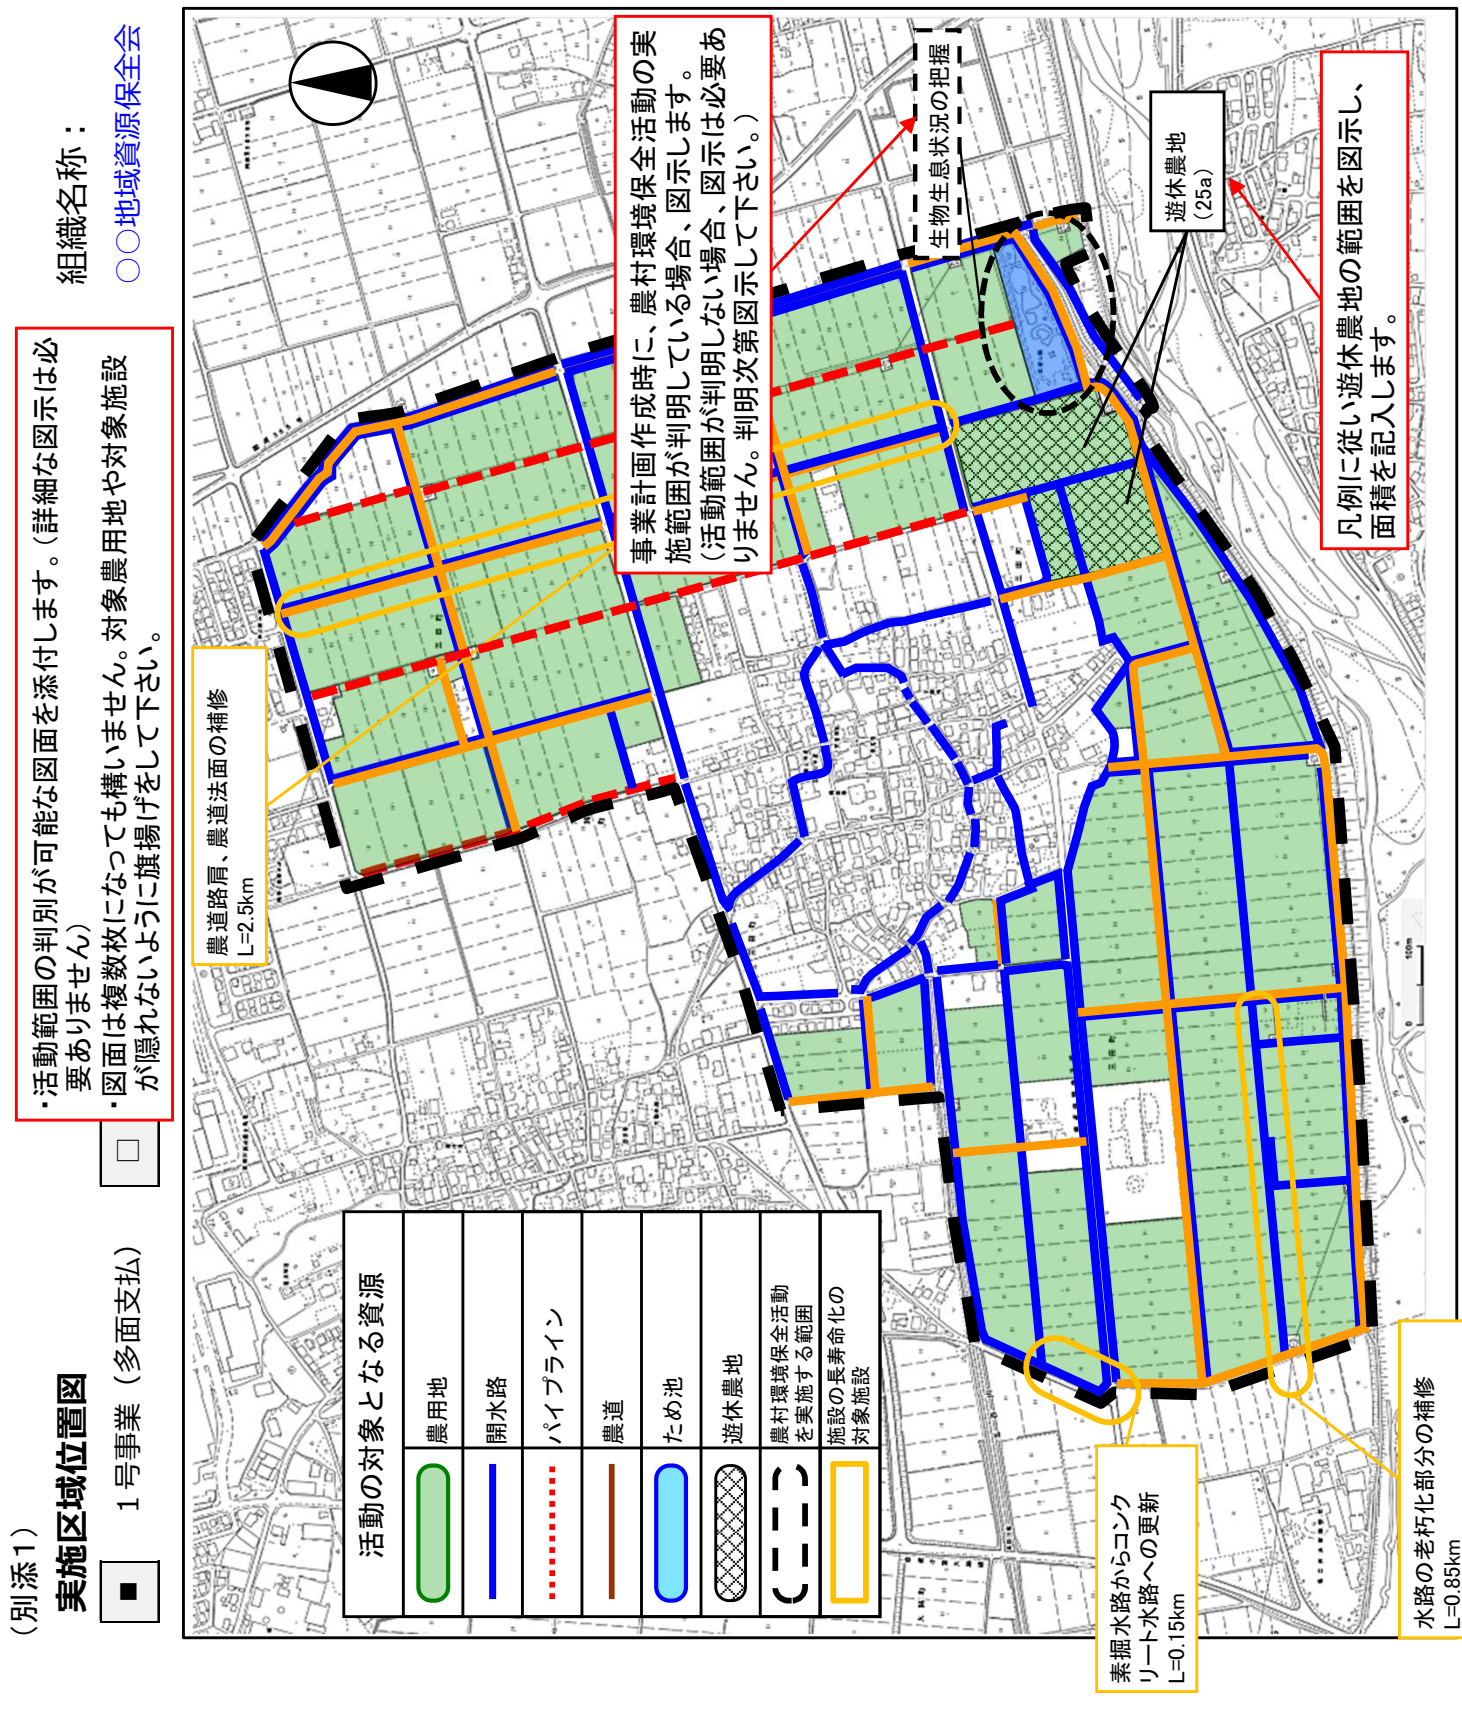 （別添１）
実施区域位置図
■
１号事業（多面支払）
□
・活動範囲の判別が可能な図面を添付します。（詳細な図示は必
要ありません）
・図面は複数枚になっても構いません。対象農用地や対象施設
が隠れないように旗揚げをして下さい。
組織名称：
○○地域資源保全会
農道路肩、農道法面の補修
L=2.5km
事業計画作成時に、農村環境保全活動の実
施範囲が判明している場合、図示します。
（活動範囲が判明しない場合、図示は必要あ
りません。判明次第図示して下さい。）
生物生息状況の把握
遊休農地
（25a）
凡例に従い遊休農地の範囲を図示し、
面積を記入します。
活動の対象となる資源
農用地
開水路
パイプライン
農道
ため池
遊休農地
農村環境保全活動
を実施する範囲
施設の長寿命化の
対象施設
素掘水路からコンク
リート水路への更新
L=0.15km
水路の老朽化部分の補修
L=0.85km
0 100m